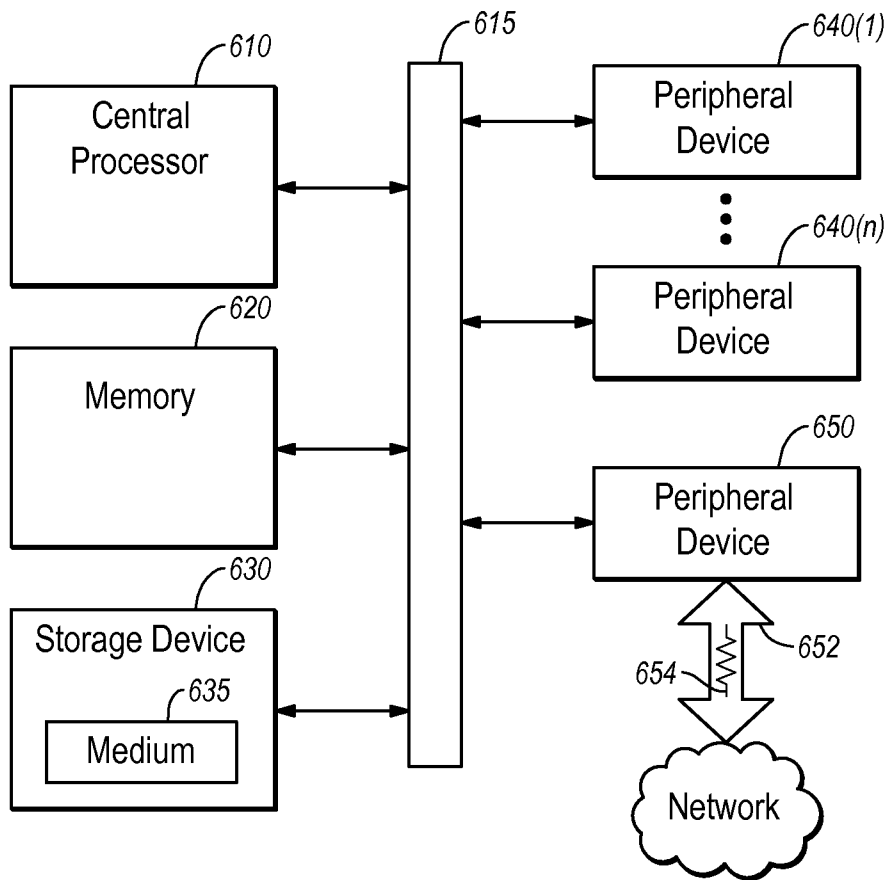 610
Central
Processor
620
Memory
630
Storage Device
635
Medium
615
640(1)
Peripheral
Device
640(n)
Peripheral
Device
650
Peripheral
Device
652
654
Network